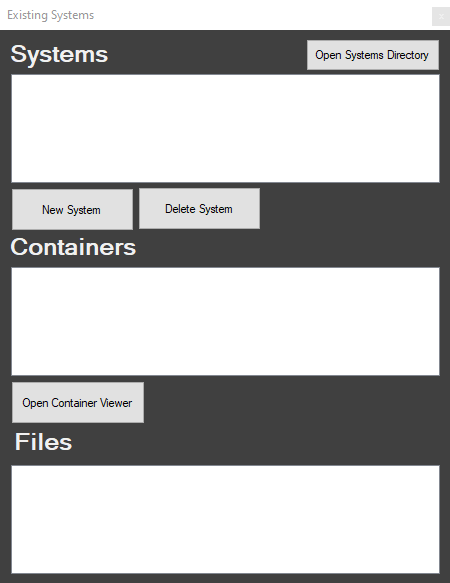 Existing Systems
Systems
Open Systems Directory
New System
Delete System
Containers
Open Container Viewer
Files